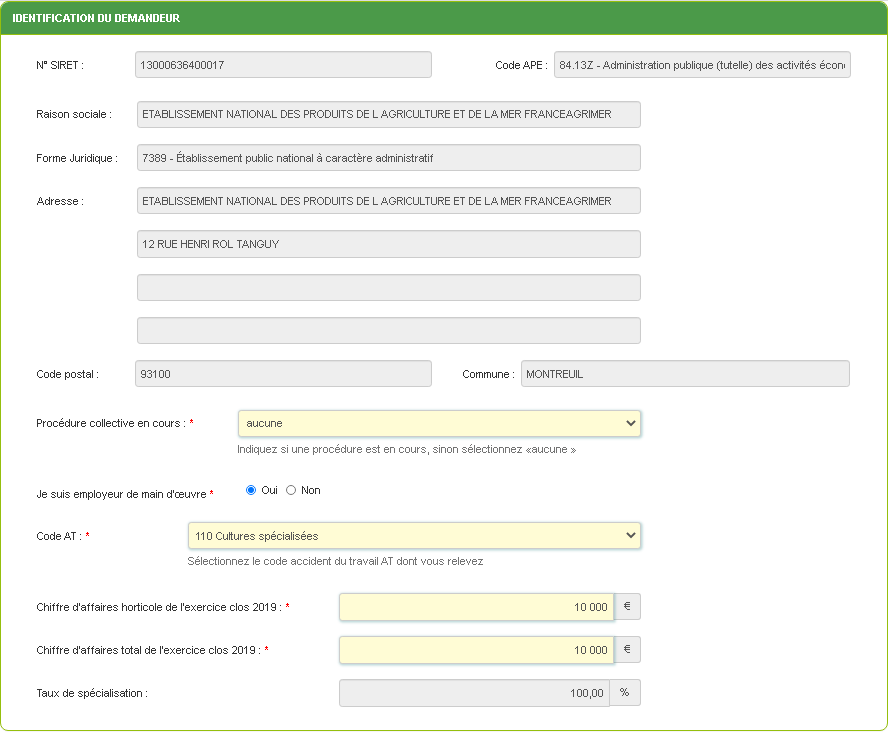 IDENTIFICATION DU DEMANDEUR
N° SIRET : 13000636400017 Code APE : 84.13Z - Administration publique (tutelle) des activités écon
Raison sociale : ETABLISSEMENT NATIONAL DES PRODUITS DE L AGRICULTURE ET DE LA MER FRANCEAGRIMER
Forme Juridique : 7389 - Établissement public national à caractère administratif
Adresse : ETABLISSEMENT NATIONAL DES PRODUITS DE L AGRICULTURE ET DE LA MER FRANCEAGRIMER
12 RUE HENRI ROL TANGUY
Code postal : 93100 Commune : MONTREUIL
Procédure collective en cours : * aucune
Indiquez si une procédure est en cours, sinon sélectionnez «aucune »
Je suis employeur de main d'œuvre * Oui Non
Code AT : * 110 Cultures spécialisées
Sélectionnez le code accident du travail AT dont vous relevez
Chiffre d'affaires horticole de l'exercice clos 2019 : * 10 000 €
Chiffre d'affaires total de l'exercice clos 2019 : * 10 000 €
Taux de spécialisation : 100,00 %